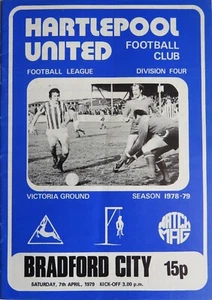 HARTLEPOOL
UNITED FOOTBALL
CLUB
FOOTBALL LEAGUE DIVISION FOUR
VICTORIA GROUND SEASON 1978-79
MATCH
MAG
BRADFORD CITY 15p
SATURDAY, 7th APRIL, 1979 KICK-OFF 3.00 p.m.